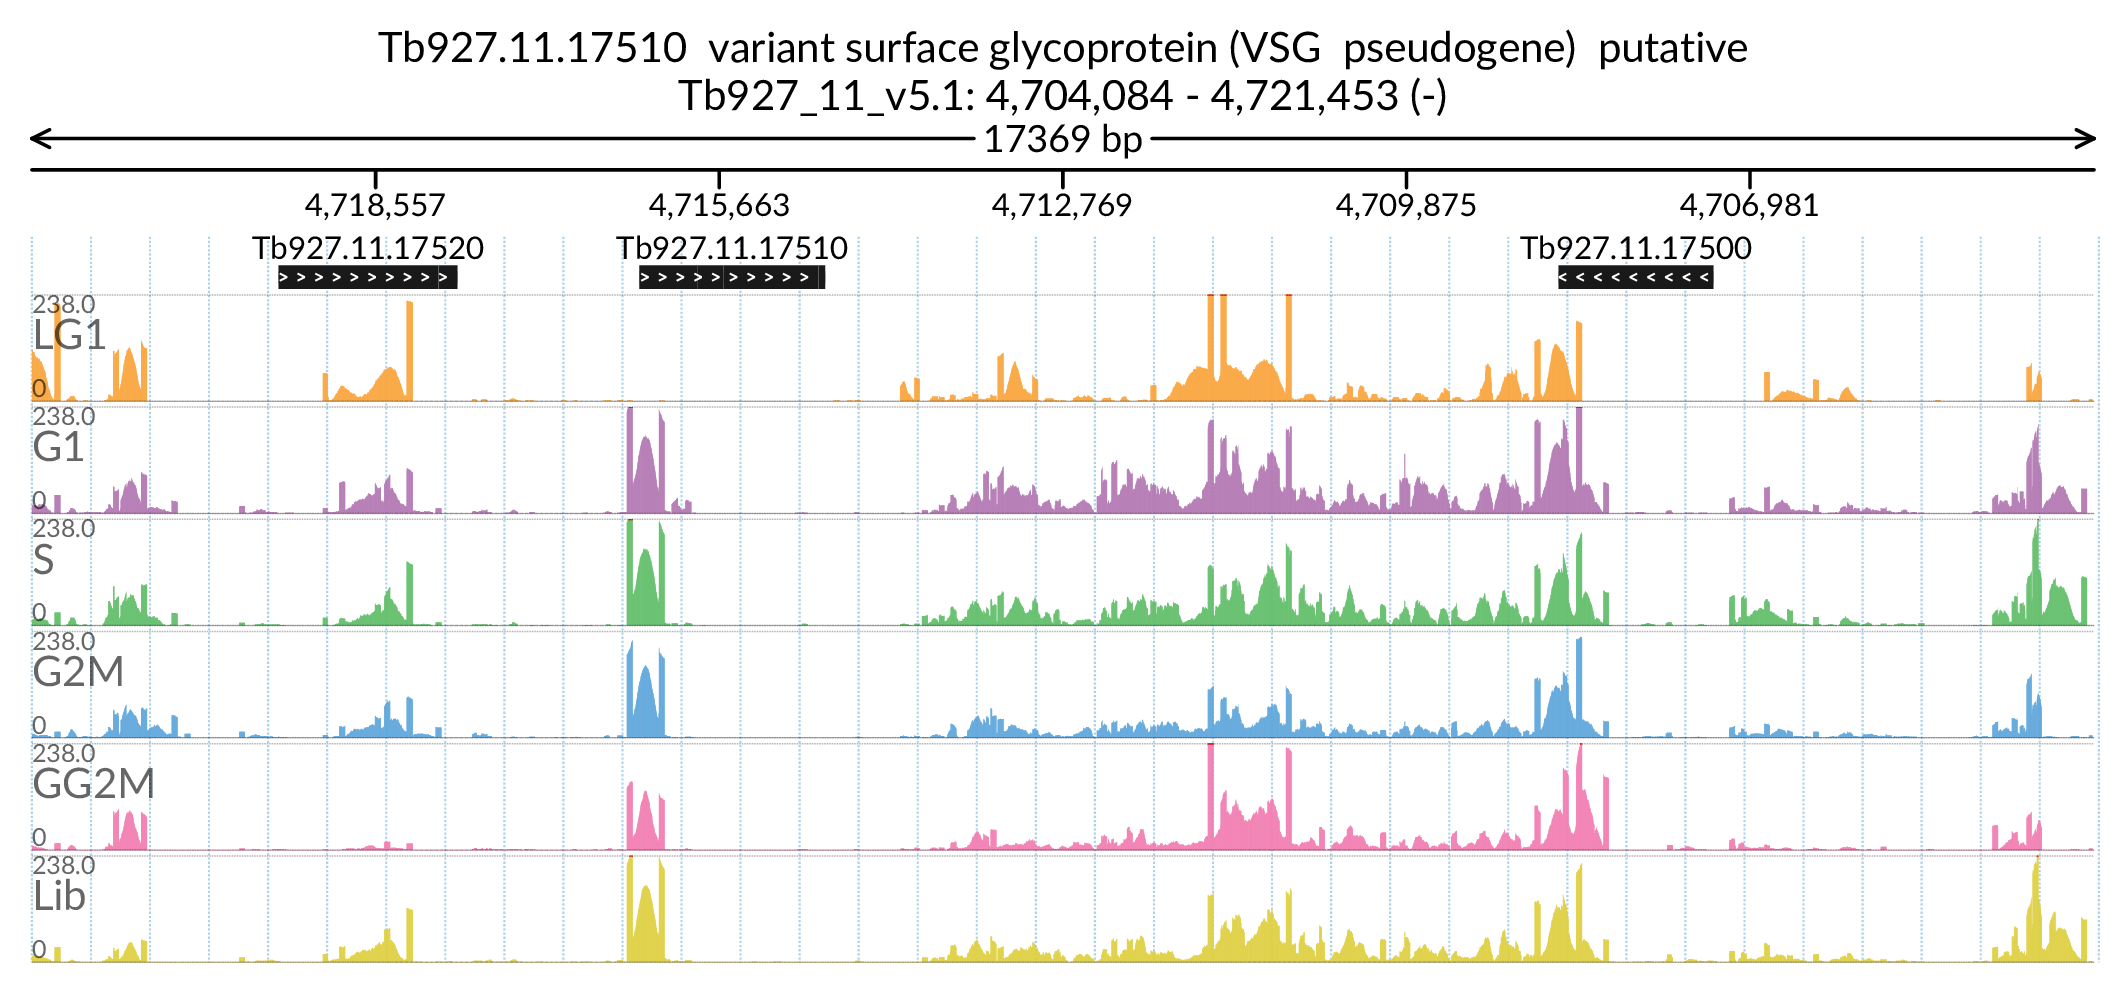 Tb927.11.17510  variant surface glycoprotein (VSG  pseudogene)  putative
Tb927_11_v5.1: 4,704,084 - 4,721,453 (-)
17369 bp
4,718,557 4,715,663 4,712,769 4,709,875 4,706,981
Tb927.11.17520 Tb927.11.17510 Tb927.11.17500
238.0
LG1
0
238.0
G1
0
238.0
S
0
238.0
G2M
0
238.0
GG2M
0
238.0
Lib
0